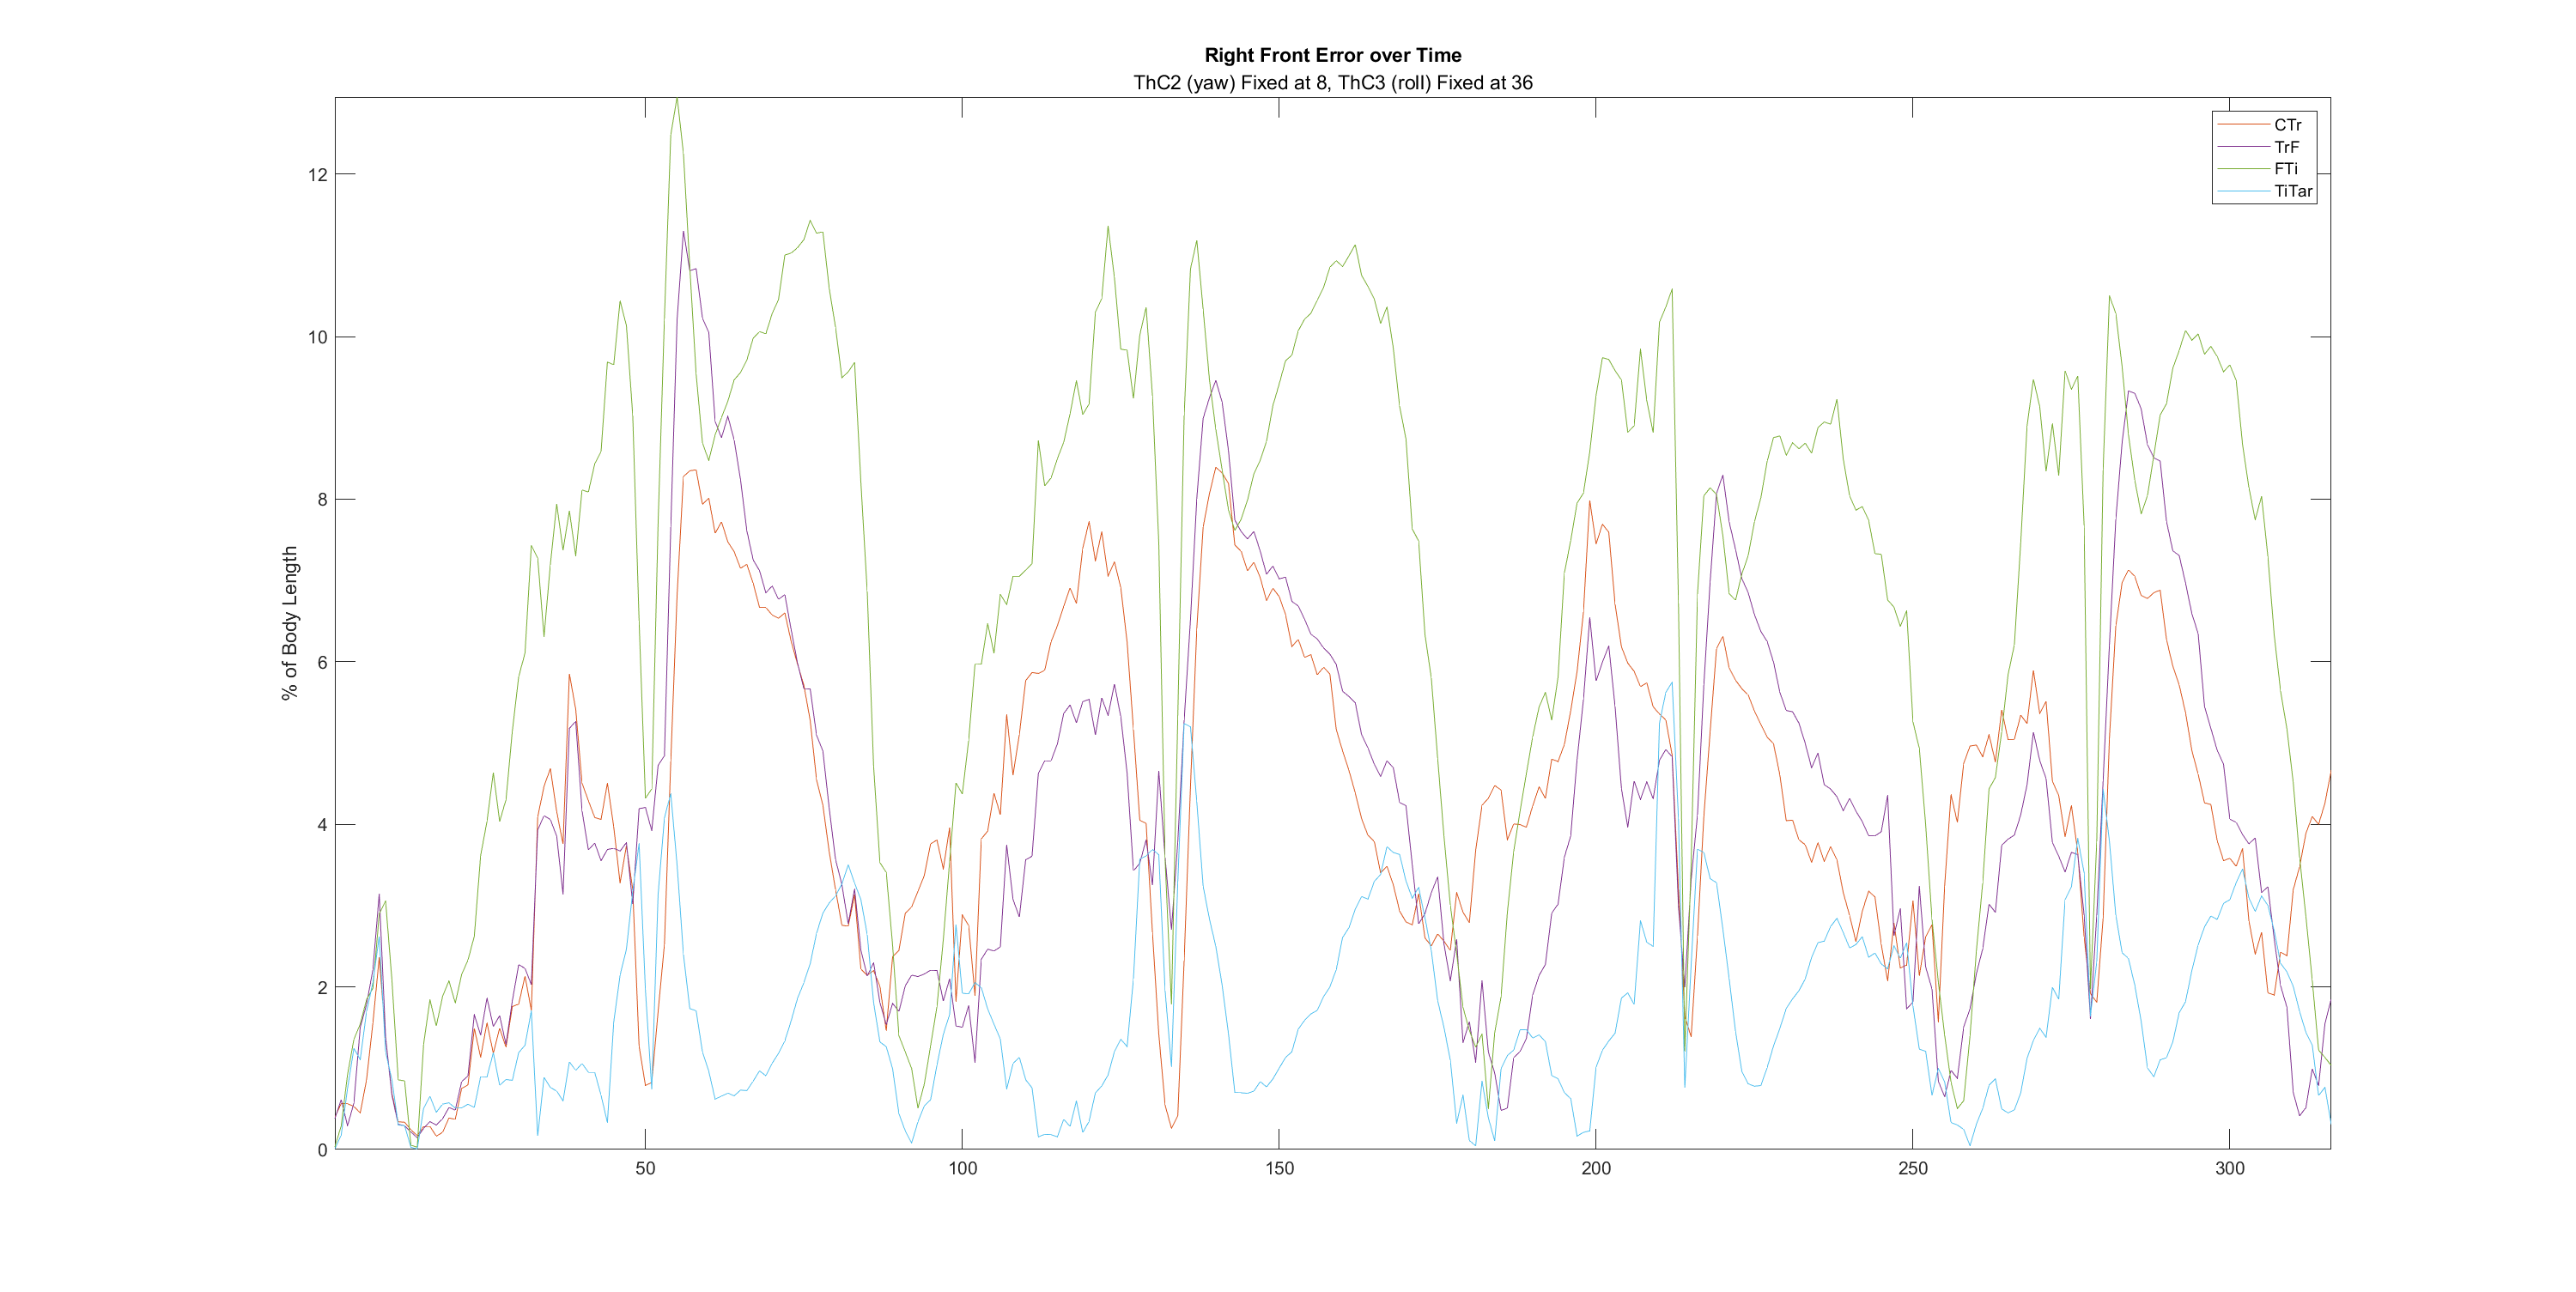 Right Front Error over Time
ThC2 (yaw) Fixed at 8, ThC3 (roll) Fixed at 36
CTr
TrF
FTi
TiTar
% of Body Length
12
10
8
6
4
2
0
50 100 150 200 250 300